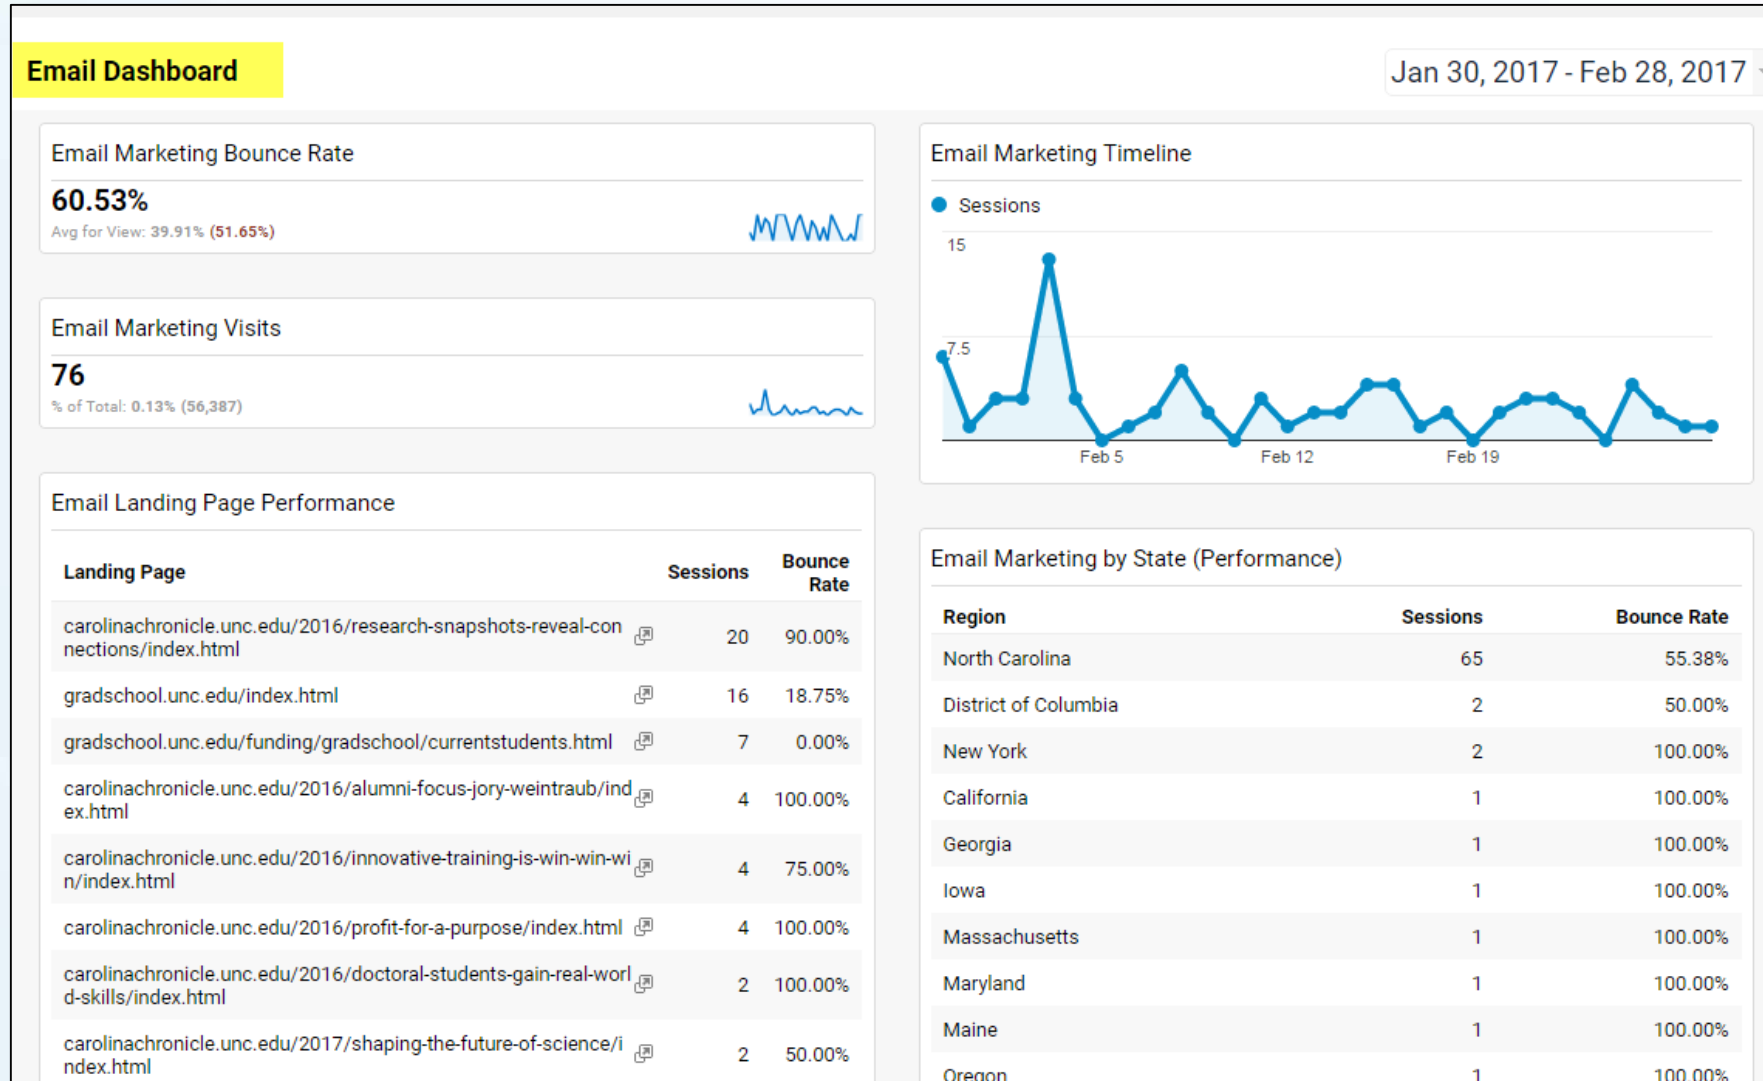 Email Dashboard
Jan 30, 2017 - Feb 28, 2017
Email Marketing Bounce Rate
60.53%
Avg for View: 39.91% (51.65%)
Email Marketing Visits
76
% of Total: 0.13% (56,387)
Email Landing Page Performance
Landing Page Sessions Bounce Rate
carolinachronicle.unc.edu/2016/research-snapshots-reveal-con
nections/index.html 20 90.00%
gradschool.unc.edu/index.html 16 18.75%
gradschool.unc.edu/funding/gradschool/currentstudents.html 7 0.00%
carolinachronicle.unc.edu/2016/alumni-focus-jory-weintraub/ind
ex.html 4 100.00%
carolinachronicle.unc.edu/2016/innovative-training-is-win-win-wi
n/index.html 4 75.00%
carolinachronicle.unc.edu/2016/profit-for-a-purpose/index.html 4 100.00%
carolinachronicle.unc.edu/2016/doctoral-students-gain-real-worl
d-skills/index.html 2 100.00%
carolinachronicle.unc.edu/2017/shaping-the-future-of-science/i
ndex.html 2 50.00%
Email Marketing Timeline
Sessions
15
7.5
Feb 5 Feb 12 Feb 19
Email Marketing by State (Performance)
Region Sessions Bounce Rate
North Carolina 65 55.38%
District of Columbia 2 50.00%
New York 2 100.00%
California 1 100.00%
Georgia 1 100.00%
Iowa 1 100.00%
Massachusetts 1 100.00%
Maryland 1 100.00%
Maine 1 100.00%
Oregon 1 100.00%